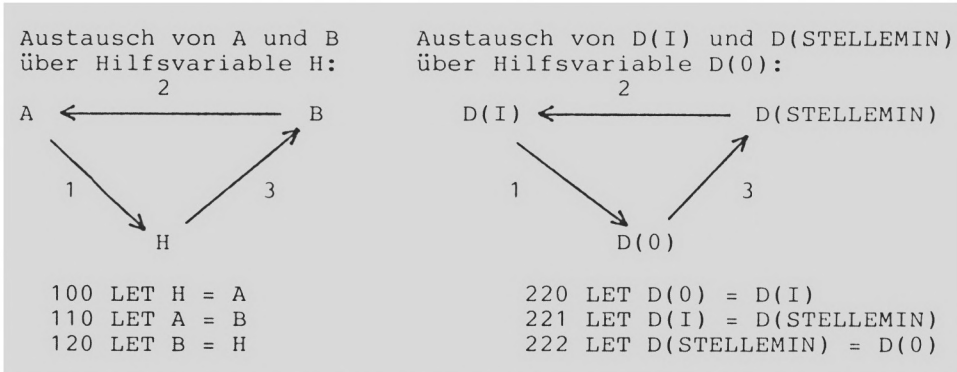 Austausch von A und B
über Hilfsvariable H:
2
A B
1 3
H
100 LET H = A
110 LET A = B
120 LET B = H
Austausch von D(I) und D(STELLEMIN)
über Hilfsvariable D(0):
2
D(I) D(STELLEMIN)
1 3
D(0)
220 LET D(0) = D(I)
221 LET D(I) = D(STELLEMIN)
222 LET D(STELLEMIN) = D(0)